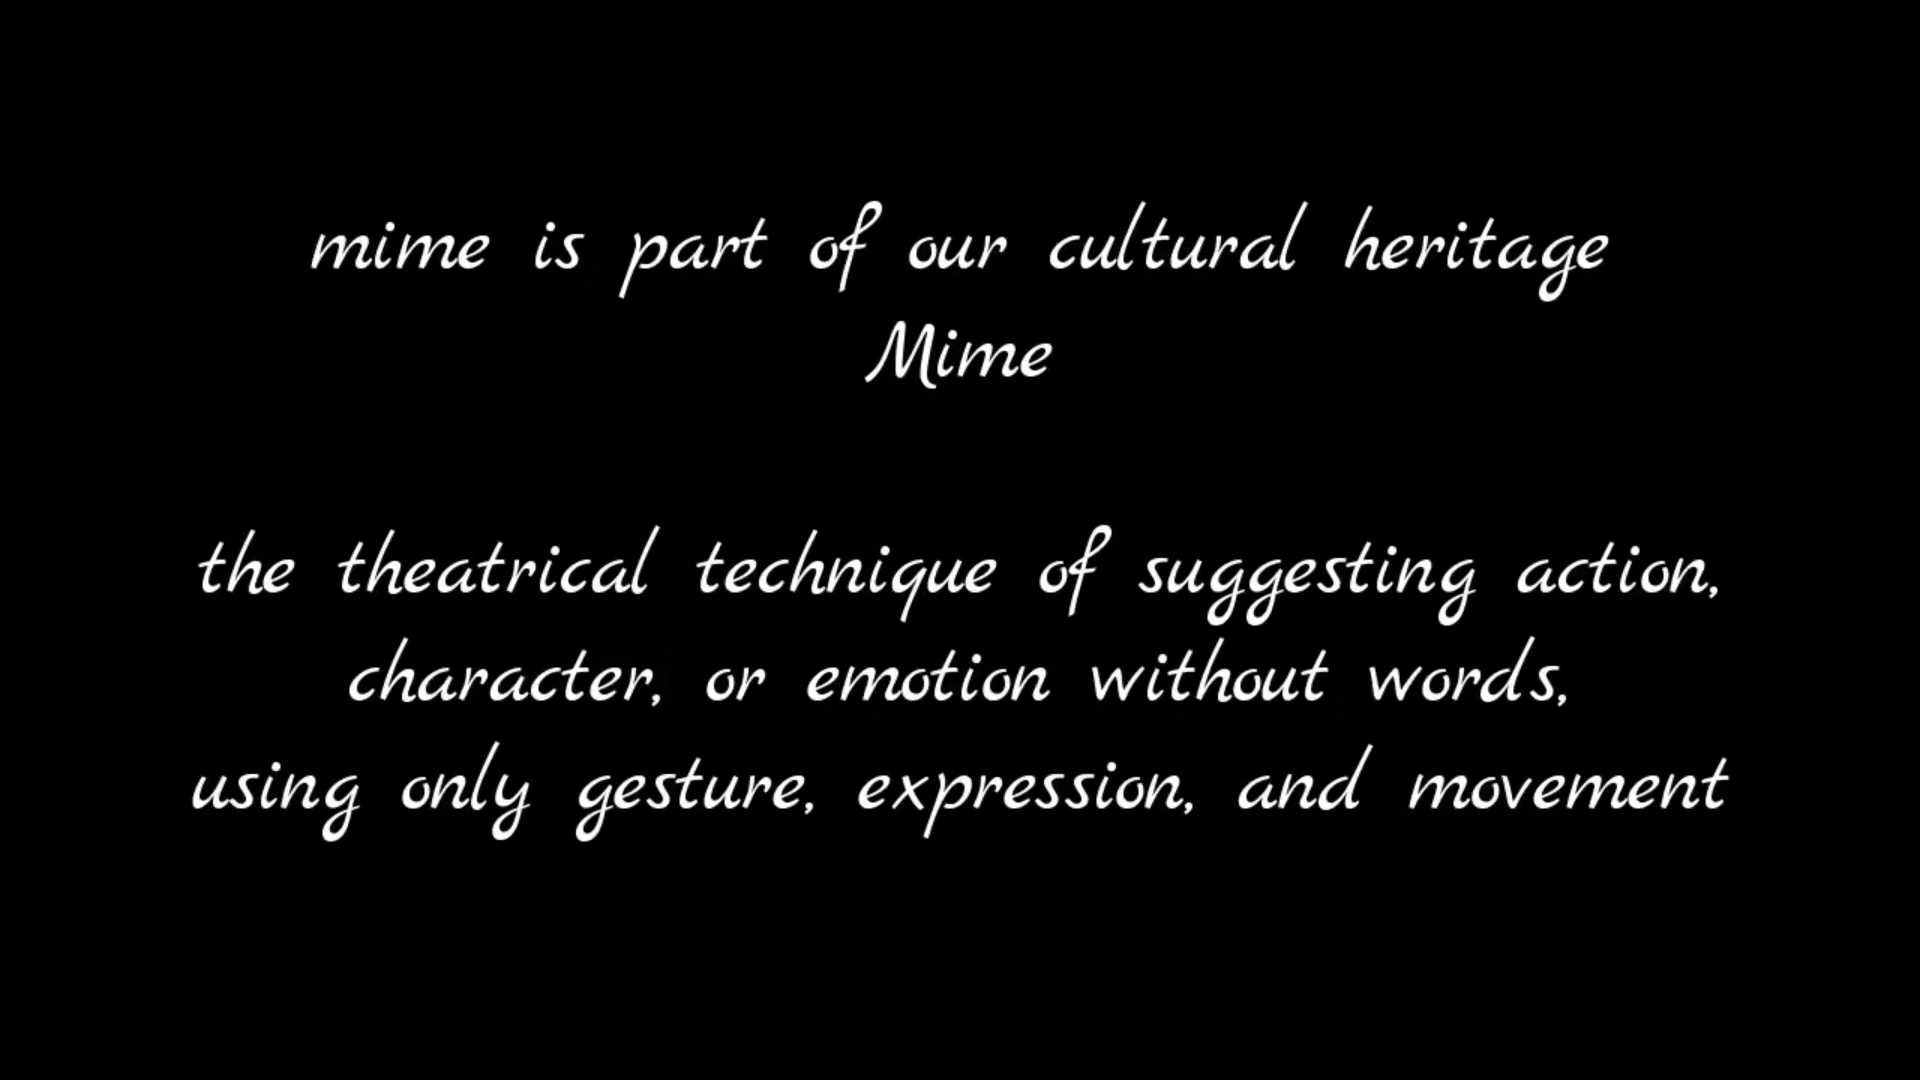 mime is part of our cultural heritage
Mime
the theatrical technique of suggesting action,
character, or emotion without words,
using only gesture, expression, and movement